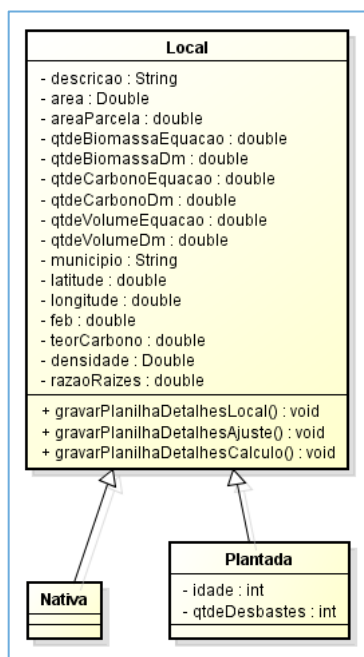 Local
- descricao : String
- area : Double
- areaParcela : double
- qtdeBiomassaEquacao : double
- qtdeBiomassaDm : double
- qtdeCarbonoEquacao : double
- qtdeCarbonoDm : double
- qtdeVolumeEquacao : double
- qtdeVolumeDm : double
- municipio : String
- latitude : double
- longitude : double
- feb : double
- teorCarbono : double
- densidade : Double
- razaoRaizes : double
+ gravarPlanilhaDetalhesLocal() : void
+ gravarPlanilhaDetalhesAjuste() : void
+ gravarPlanilhaDetalhesCalculo() : void
Nativa
Plantada
- idade : int
- qtdeDesbastes : int